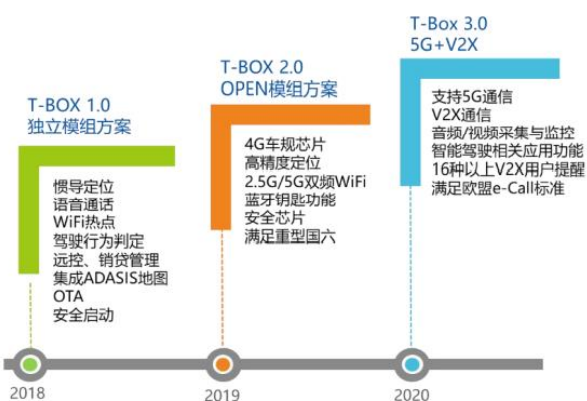 T-BOX 1.0
独立模组方案
惯导定位
语音通话
WiFi热点
驾驶行为判定
远控、销贷管理
集成ADASIS地图
OTA
安全启动
2018
T-BOX 2.0
OPEN模组方案
4G车规芯片
高精度定位
2.5G/5G双频WiFi
蓝牙钥匙功能
安全芯片
满足重型国六
2019
T-Box 3.0
5G+V2X
支持5G通信
V2X通信
音频/视频采集与监控
智能驾驶相关应用功能
16种以上V2X用户提醒
满足欧盟e-Call标准
2020